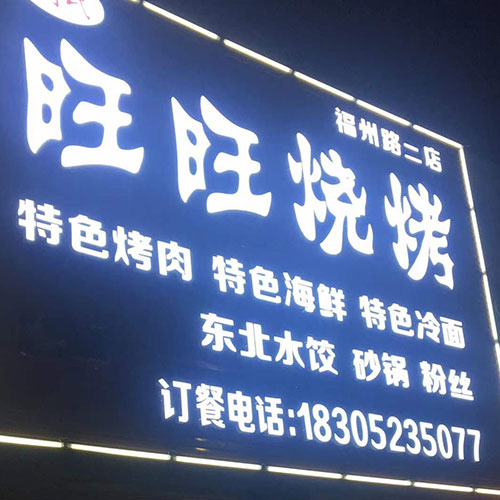 福州路二店
旺旺烧烤
特色烤肉 特色海鲜 特色冷面
东北水饺 砂锅 粉丝
订餐电话:18305235077